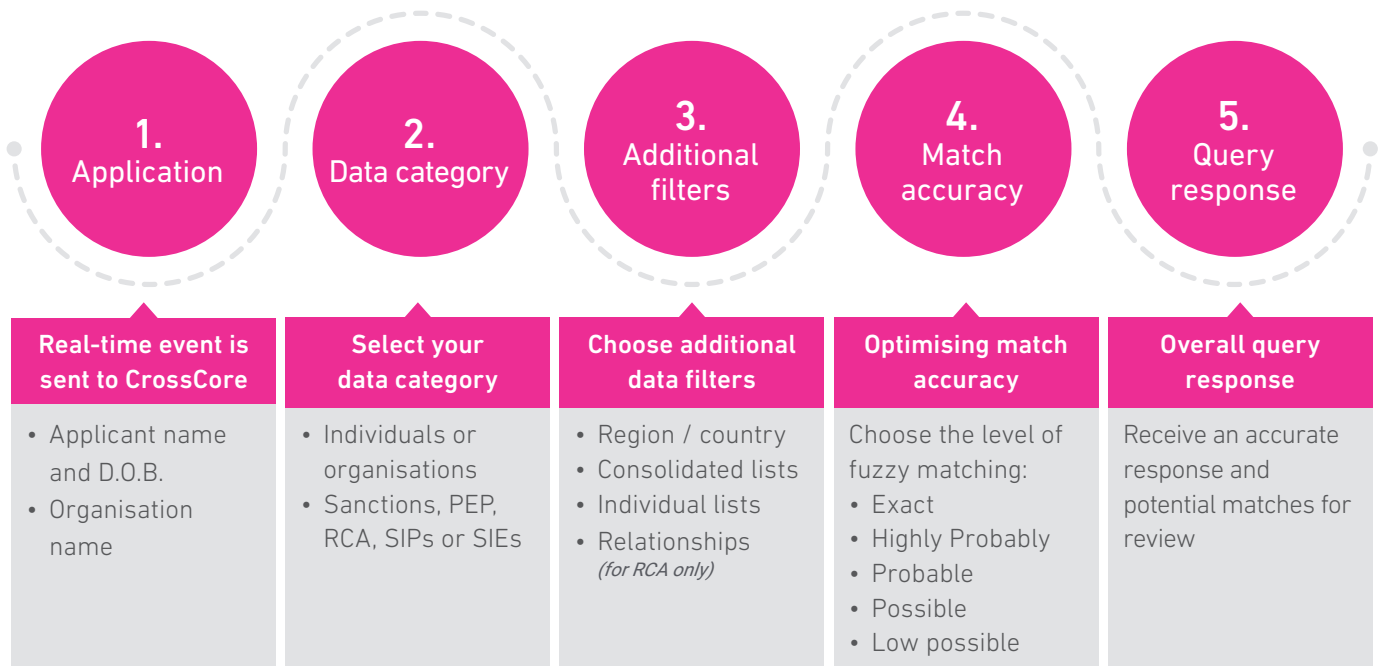 1.
Application
2.
Data category
3.
Additional
filters
4.
Match
accuracy
5.
Query
response
Real-time event is
sent to CrossCore
• Applicant name
and D.O.B.
• Organisation
name
Select your
data category
• Individuals or
organisations
• Sanctions, PEP,
RCA, SIPs or SIEs
Choose additional
data filters
• Region / country
• Consolidated lists
• Individual lists
• Relationships
(for RCA only)
Optimising match
accuracy
Choose the level of
fuzzy matching:
• Exact
• Highly Probably
• Probable
• Possible
• Low possible
Overall query
response
Receive an accurate
response and
potential matches for
review